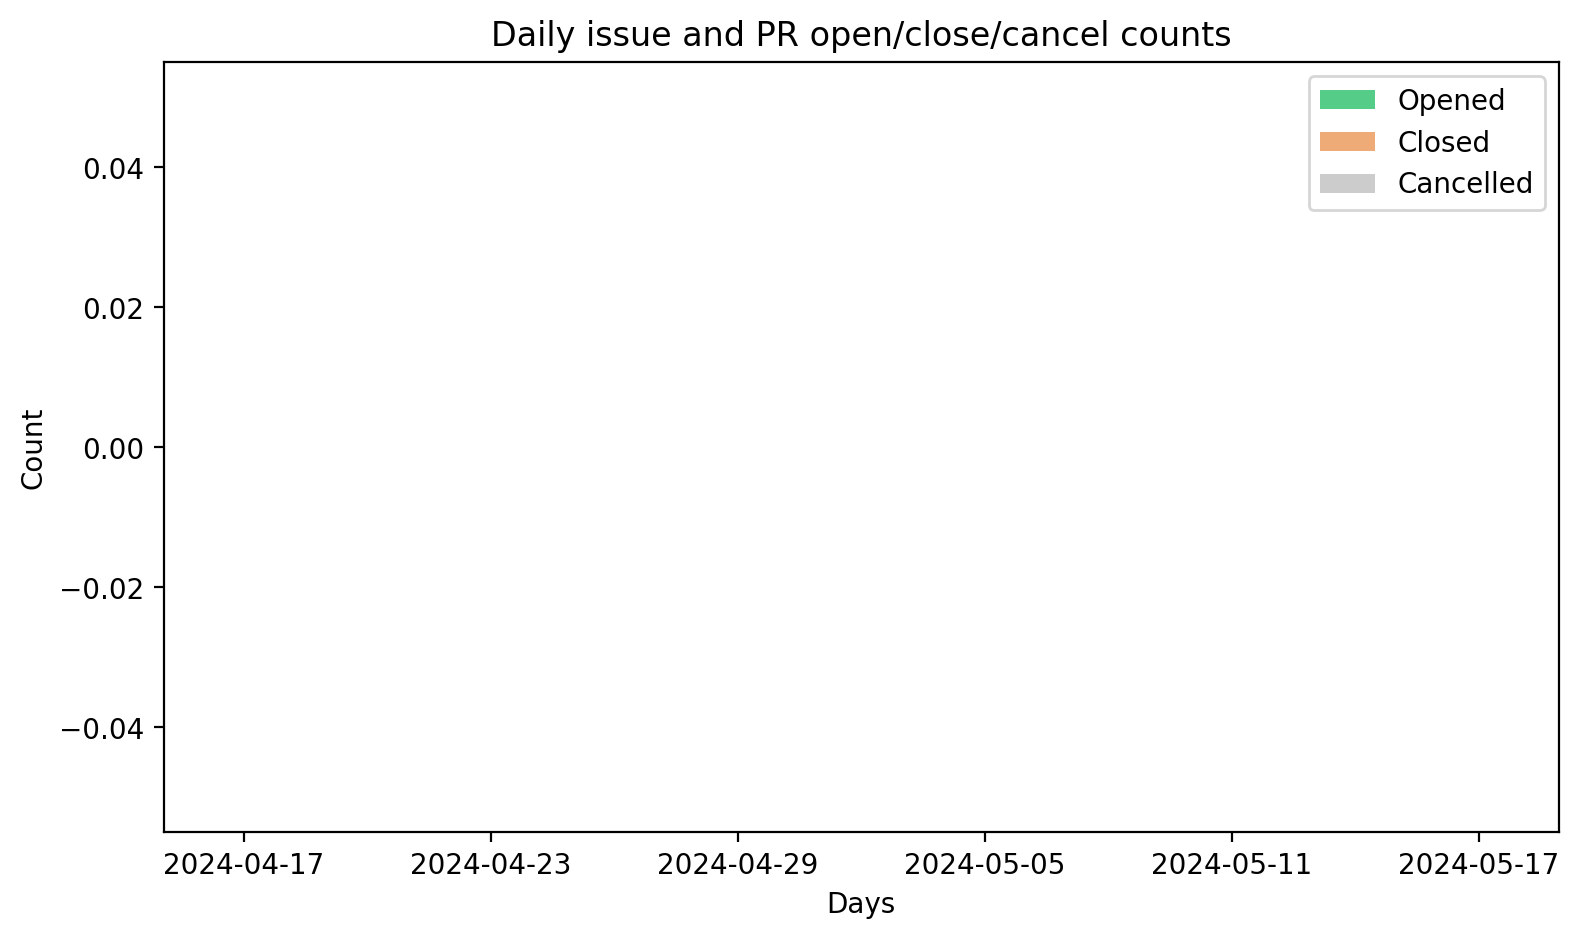 Daily issue and PR open/close/cancel counts
Opened
Closed
Cancelled
0.04
0.02
0.00
−0.02
−0.04
Count
2024-04-17 2024-04-23 2024-04-29 2024-05-05 2024-05-11 2024-05-17
Days